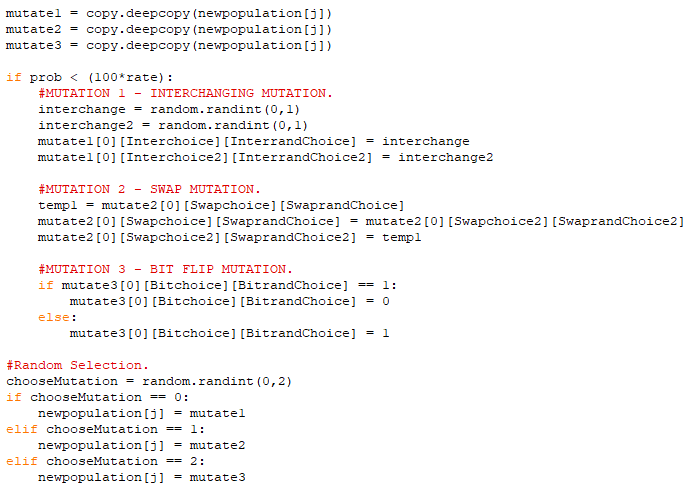 mutate1 = copy.deepcopy(newpopulation[j])
mutate2 = copy.deepcopy(newpopulation[j])
mutate3 = copy.deepcopy(newpopulation[j])

if prob < (100*rate):
    #MUTATION 1 - INTERCHANGING MUTATION.
    interchange = random.randint(0,1)
    interchange2 = random.randint(0,1)
    mutate1[0][Interchoice][InterrandChoice] = interchange
    mutate1[0][Interchoice2][InterrandChoice2] = interchange2

    #MUTATION 2 - SWAP MUTATION.
    temp1 = mutate2[0][Swapchoice][SwaprandChoice]
    mutate2[0][Swapchoice][SwaprandChoice] = mutate2[0][Swapchoice2][SwaprandChoice2]
    mutate2[0][Swapchoice2][SwaprandChoice2] = temp1

    #MUTATION 3 - BIT FLIP MUTATION.
    if mutate3[0][Bitchoice][BitrandChoice] == 1:
        mutate3[0][Bitchoice][BitrandChoice] = 0
    else:
        mutate3[0][Bitchoice][BitrandChoice] = 1

#Random Selection.
chooseMutation = random.randint(0,2)
if chooseMutation == 0:
    newpopulation[j] = mutate1
elif chooseMutation == 1:
    newpopulation[j] = mutate2
elif chooseMutation == 2:
    newpopulation[j] = mutate3